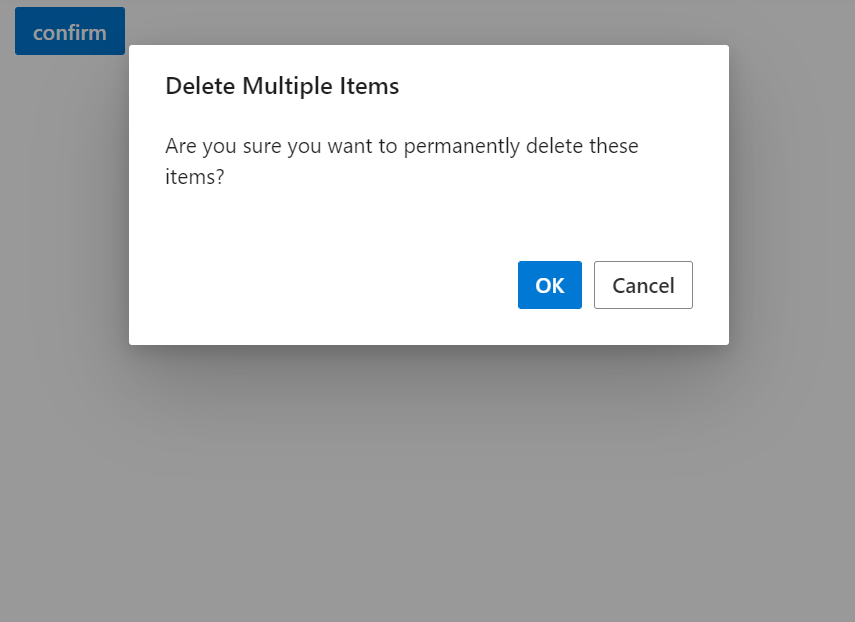 confirm
Delete Multiple Items
Are you sure you want to permanently delete these
items?
OK
Cancel